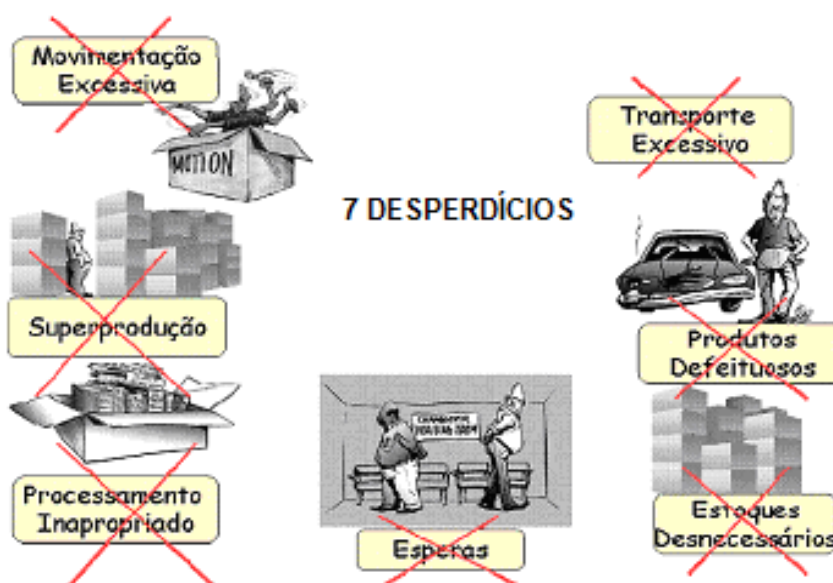 Movimentação
Excessiva
MOTION
Transporte
Excessivo
7 DESPERDÍCIOS
Superprodução
Produtos
Defeituosos
Processamento
Inapropriado
Esperas
Estoques
Desnecessários